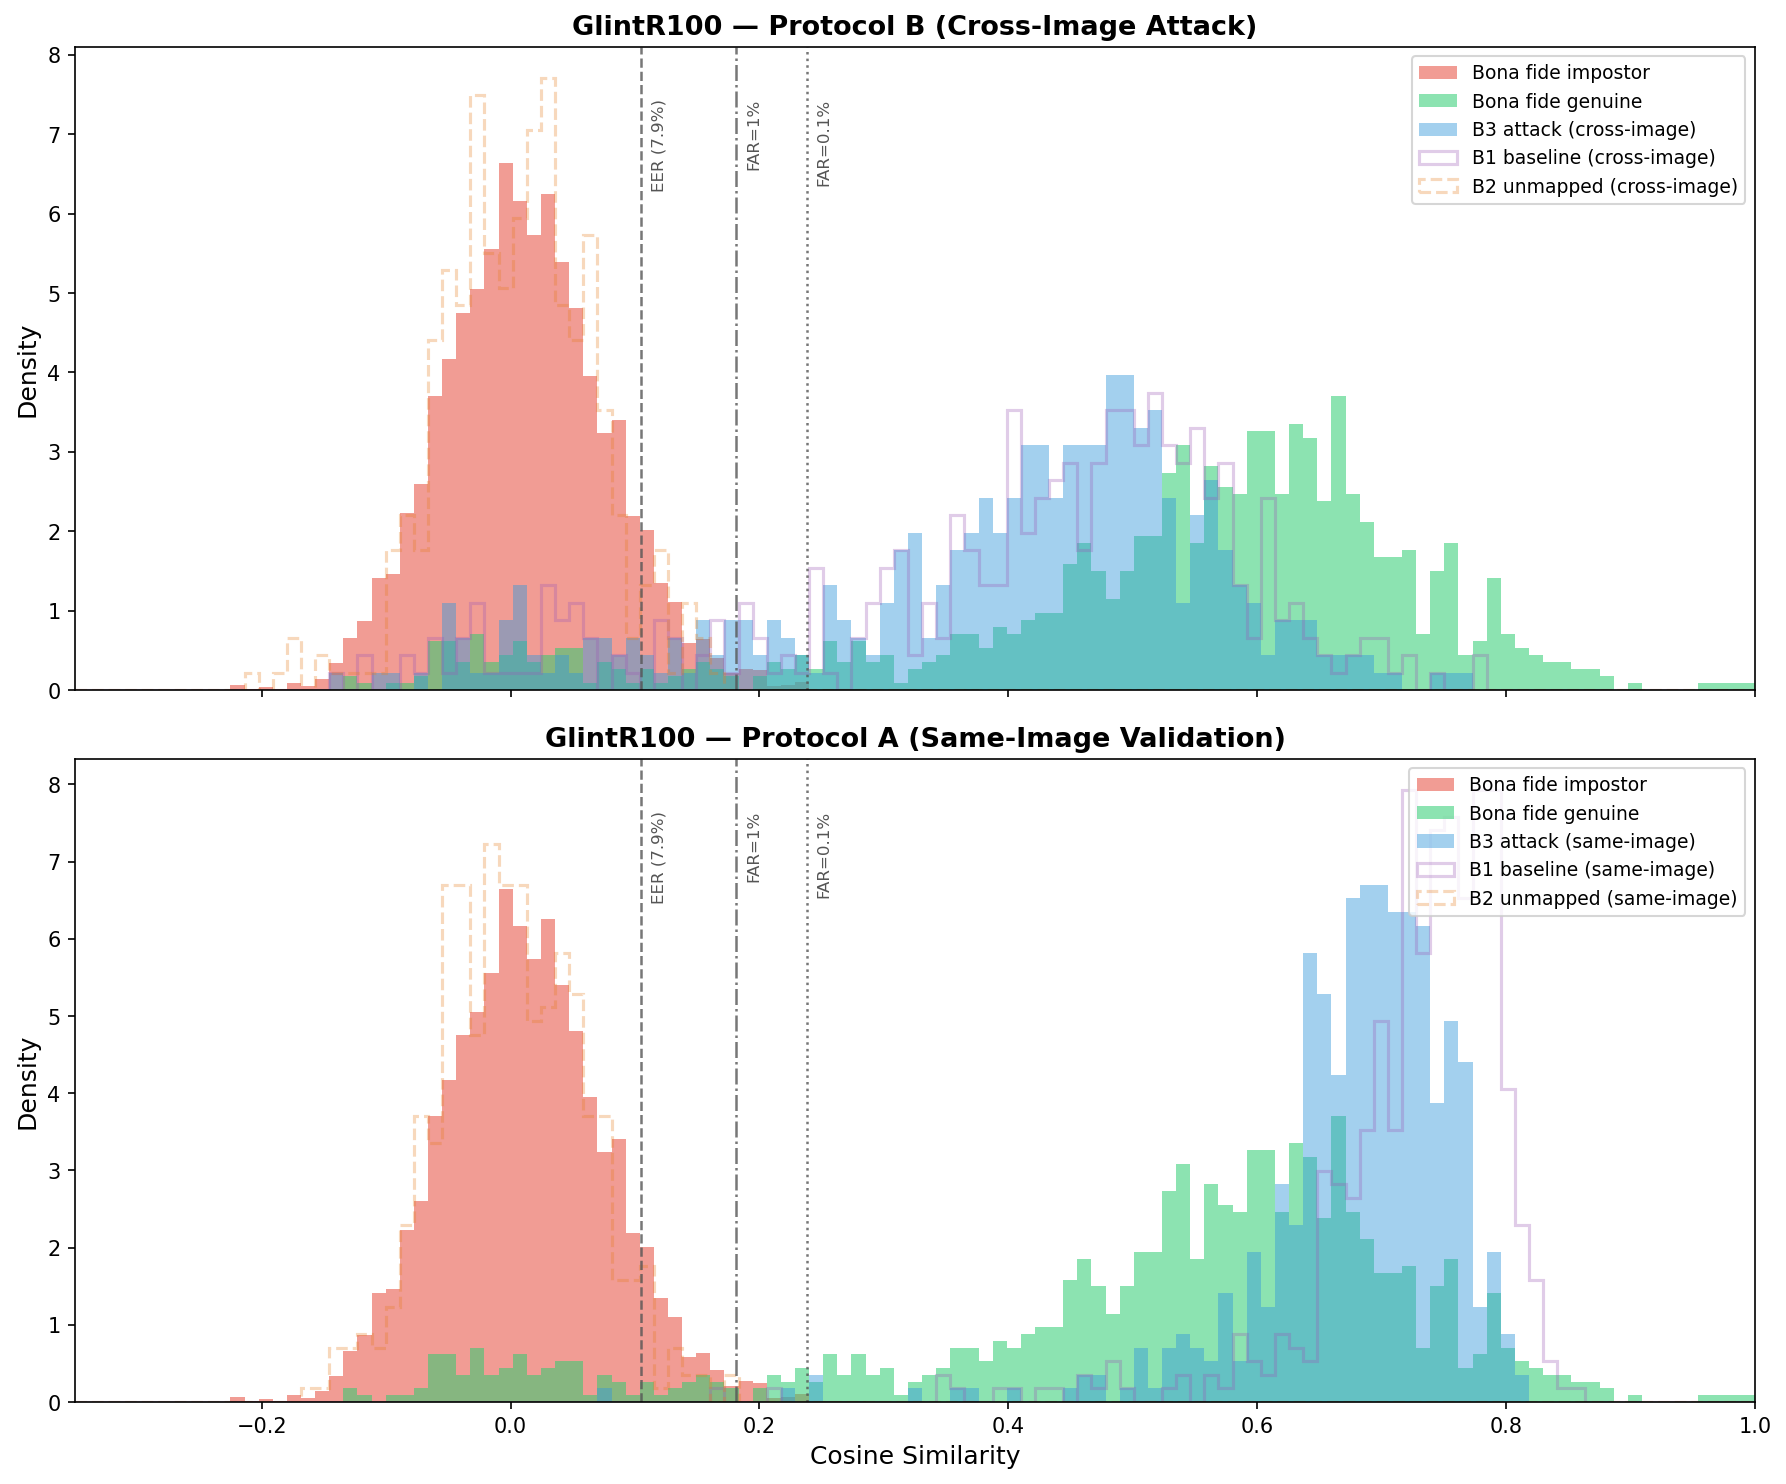 GlintR100 — Protocol B (Cross-Image Attack)
8
7
6
5
4
3
2
1
0
Density
EER (7.9%)
FAR=1%
FAR=0.1%
Bona fide impostor
Bona fide genuine
B3 attack (cross-image)
B1 baseline (cross-image)
B2 unmapped (cross-image)
GlintR100 — Protocol A (Same-Image Validation)
8
7
6
5
4
3
2
1
0
Density
EER (7.9%)
FAR=1%
FAR=0.1%
Bona fide impostor
Bona fide genuine
B3 attack (same-image)
B1 baseline (same-image)
B2 unmapped (same-image)
−0.2 0.0 0.2 0.4 0.6 0.8 1.0
Cosine Similarity